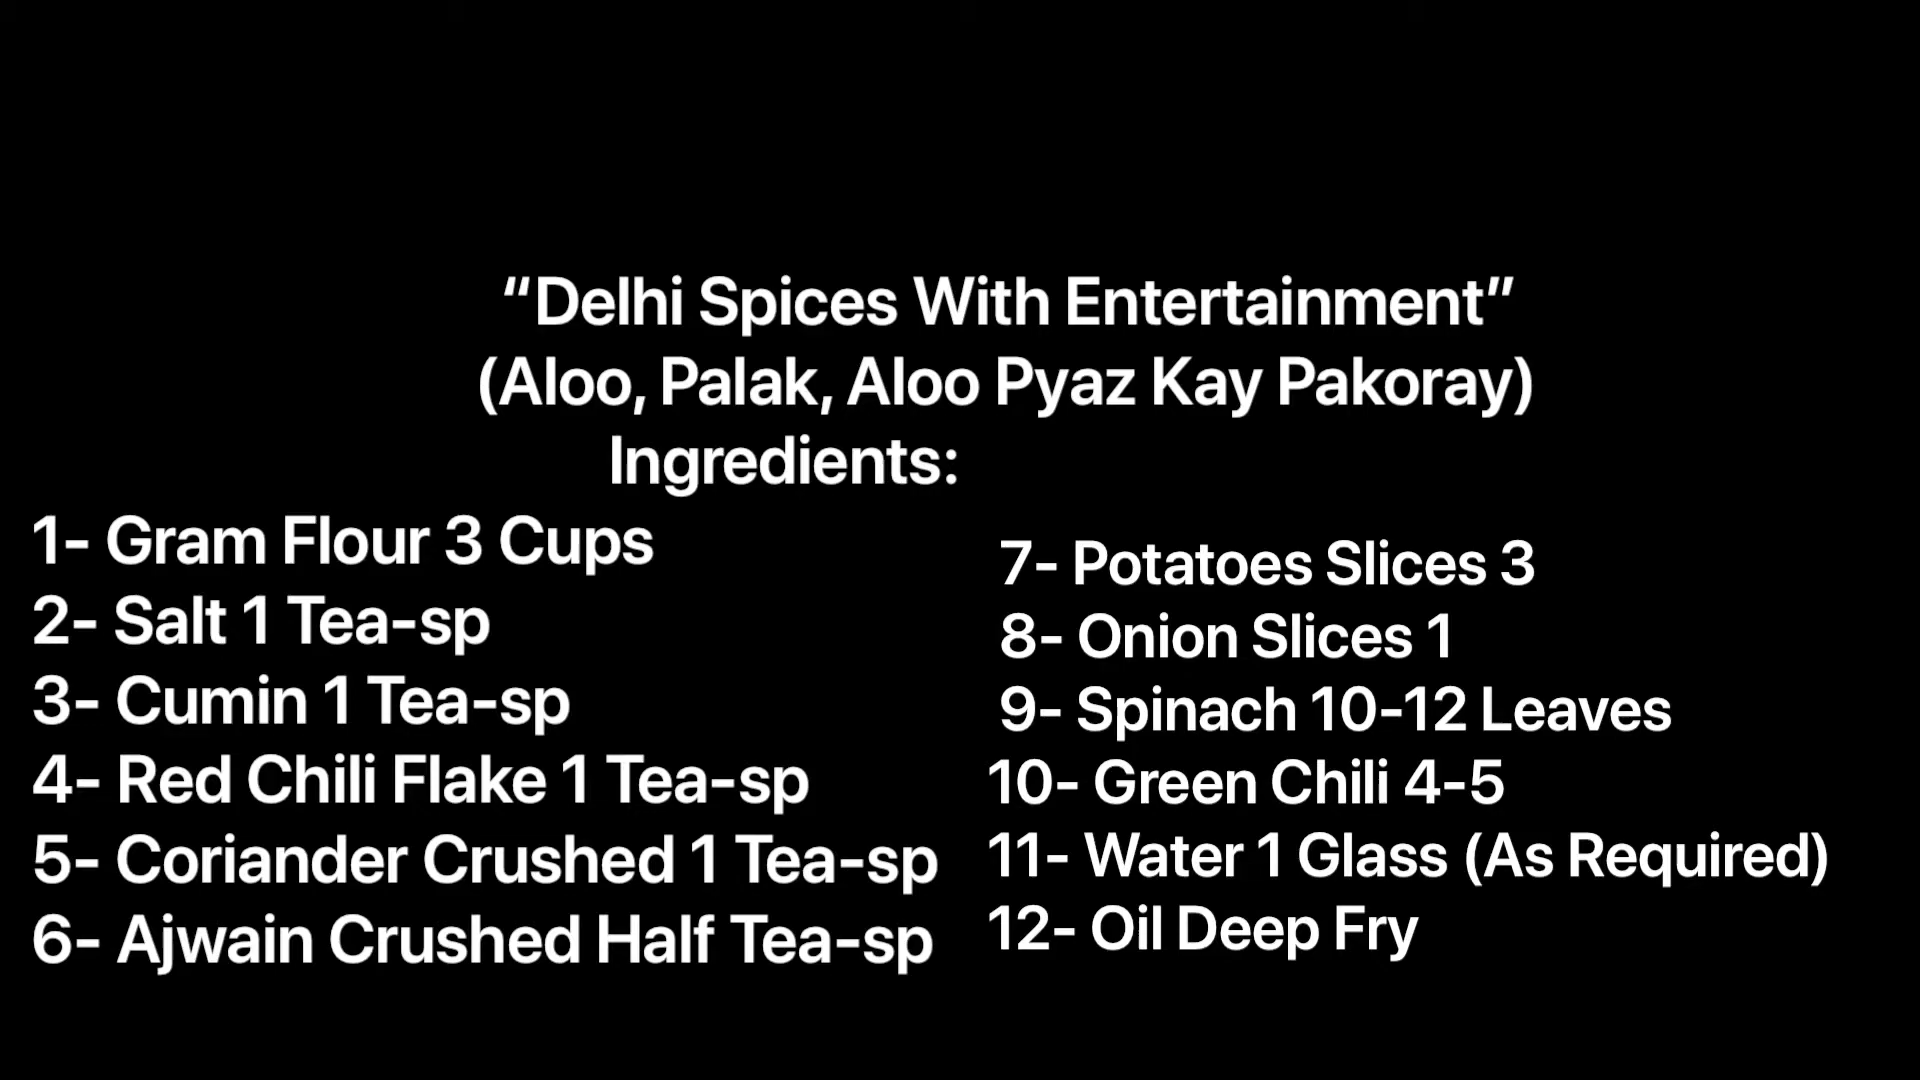 “Delhi Spices With Entertainment”
(Aloo, Palak, Aloo Pyaz Kay Pakoray)
Ingredients:
1- Gram Flour 3 Cups
2- Salt 1 Tea-sp
3- Cumin 1 Tea-sp
4- Red Chili Flake 1 Tea-sp
5- Coriander Crushed 1 Tea-sp
6- Ajwain Crushed Half Tea-sp
7- Potatoes Slices 3
8- Onion Slices 1
9- Spinach 10-12 Leaves
10- Green Chili 4-5
11- Water 1 Glass (As Required)
12- Oil Deep Fry